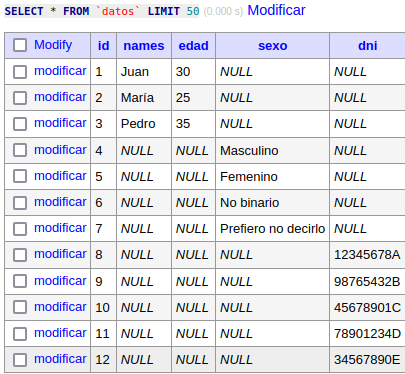 SELECT * FROM `datos` LIMIT 50 (0.000 s) Modificar
Modify id names edad sexo dni
modificar 1 Juan 30 NULL NULL
modificar 2 María 25 NULL NULL
modificar 3 Pedro 35 NULL NULL
modificar 4 NULL NULL Masculino NULL
modificar 5 NULL NULL Femenino NULL
modificar 6 NULL NULL No binario NULL
modificar 7 NULL NULL Prefiero no decirlo NULL
modificar 8 NULL NULL NULL 12345678A
modificar 9 NULL NULL NULL 98765432B
modificar 10 NULL NULL NULL 45678901C
modificar 11 NULL NULL NULL 78901234D
modificar 12 NULL NULL NULL 34567890E